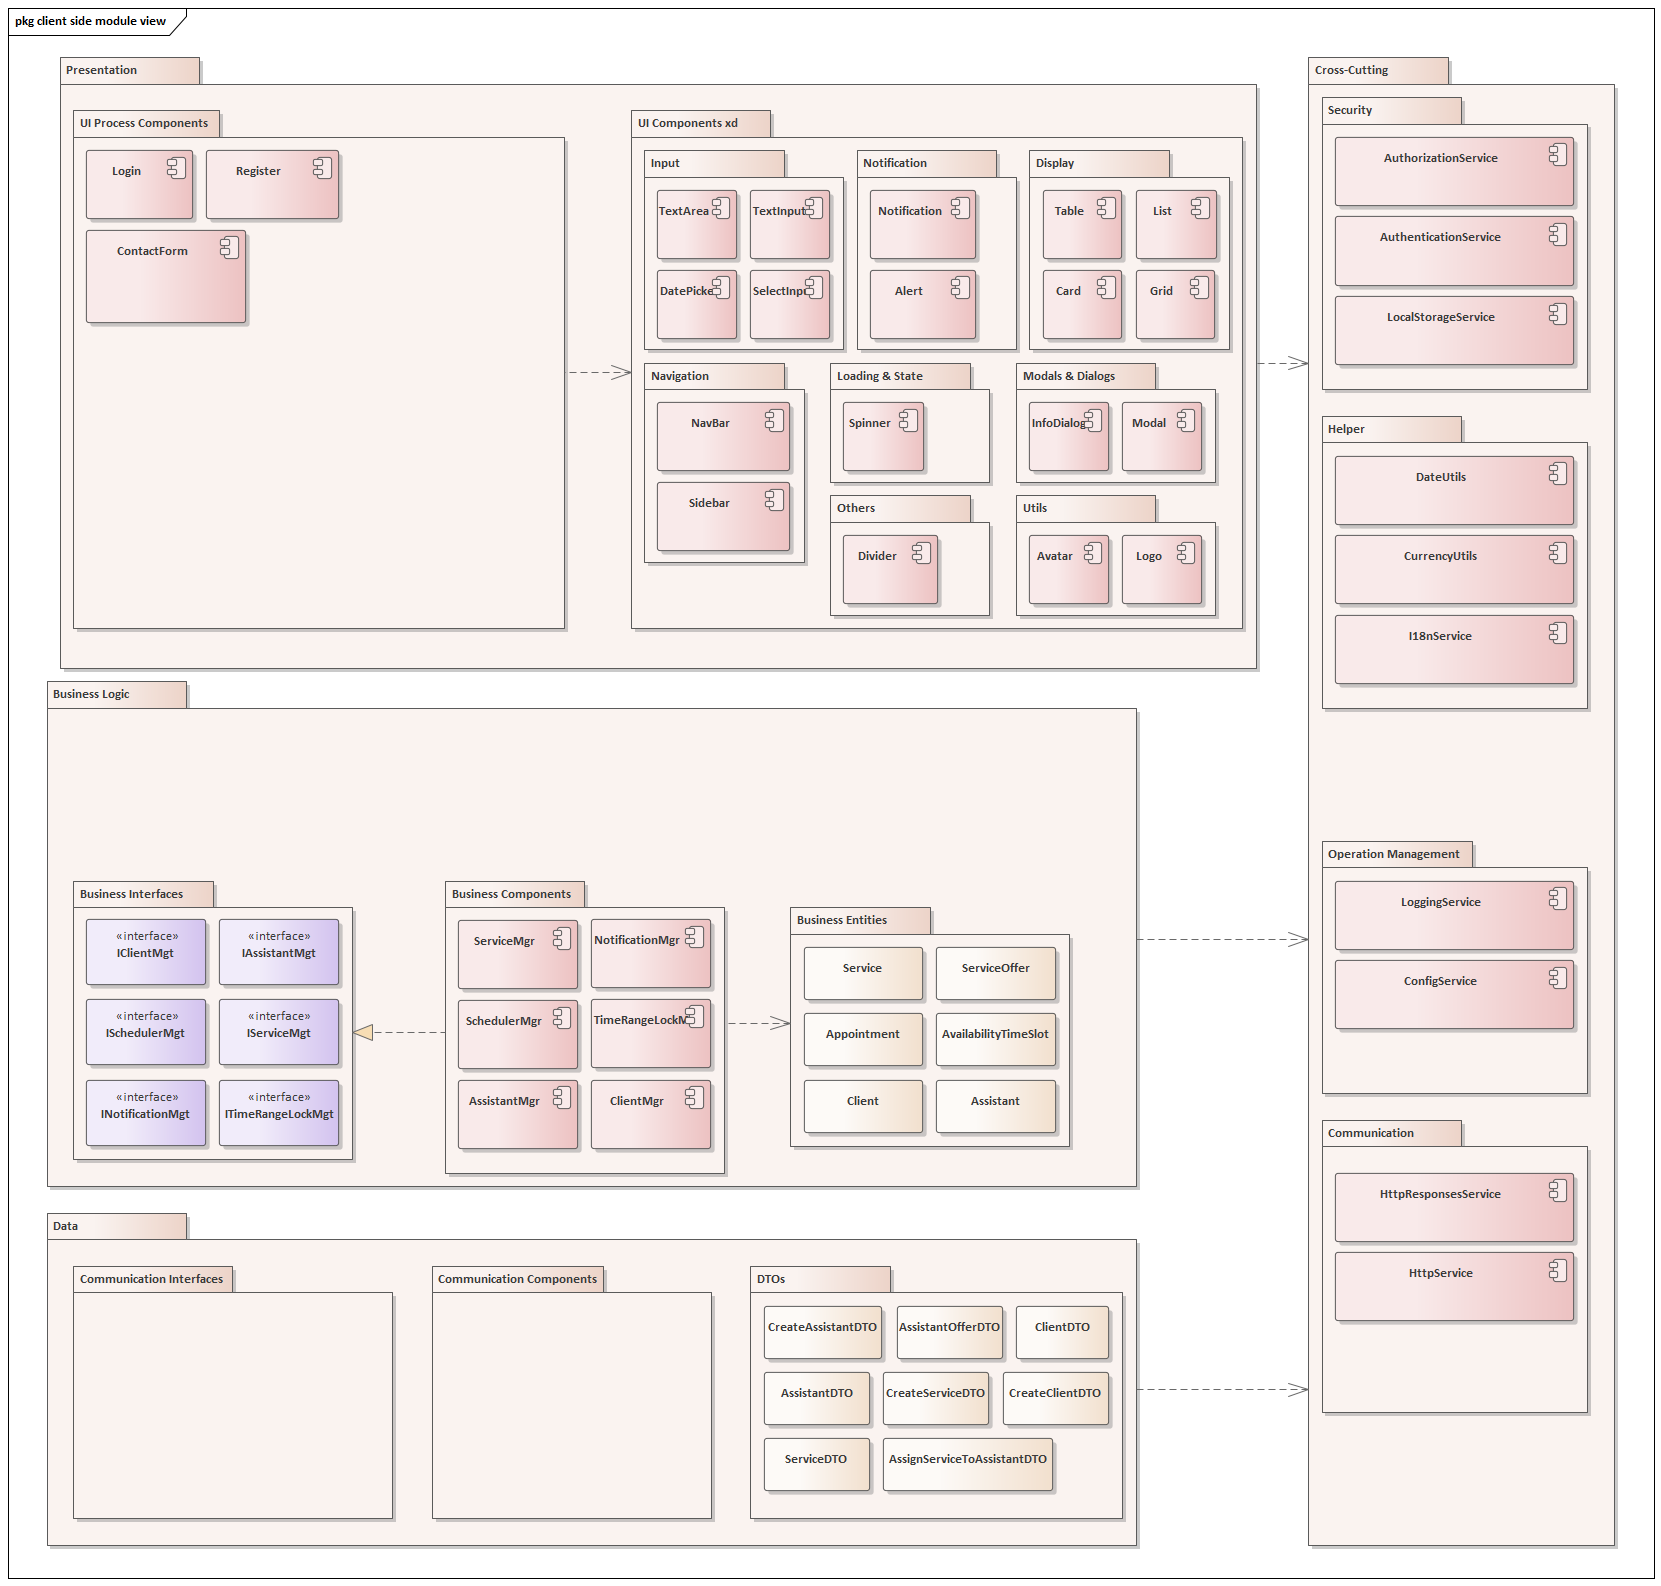 pkg client side module view
Presentation
UI Process Components
Login
Register
ContactForm
UI Components xd
Input
TextArea
TextInput
DatePicke
SelectInpu
Notification
Notification
Alert
Display
Table
List
Card
Grid
Navigation
NavBar
Sidebar
Loading & State
Spinner
Modals & Dialogs
InfoDialog
Modal
Others
Divider
Utils
Avatar
Logo
Cross-Cutting
Security
AuthorizationService
AuthenticationService
LocalStorageService
Helper
DateUtils
CurrencyUtils
I18nService
Operation Management
LoggingService
ConfigService
Communication
HttpResponsesService
HttpService
Business Logic
Business Interfaces
«interface»
IClientMgt
«interface»
IAssistantMgt
«interface»
ISchedulerMgt
«interface»
IServiceMgt
«interface»
INotificationMgt
«interface»
ITimeRangeLockMgt
Business Components
ServiceMgr
NotificationMgr
SchedulerMgr
TimeRangeLockM
AssistantMgr
ClientMgr
Business Entities
Service
ServiceOffer
Appointment
AvailabilityTimeSlot
Client
Assistant
Data
Communication Interfaces
Communication Components
DTOs
CreateAssistantDTO
AssistantOfferDTO
ClientDTO
AssistantDTO
CreateServiceDTO
CreateClientDTO
ServiceDTO
AssignServiceToAssistantDTO